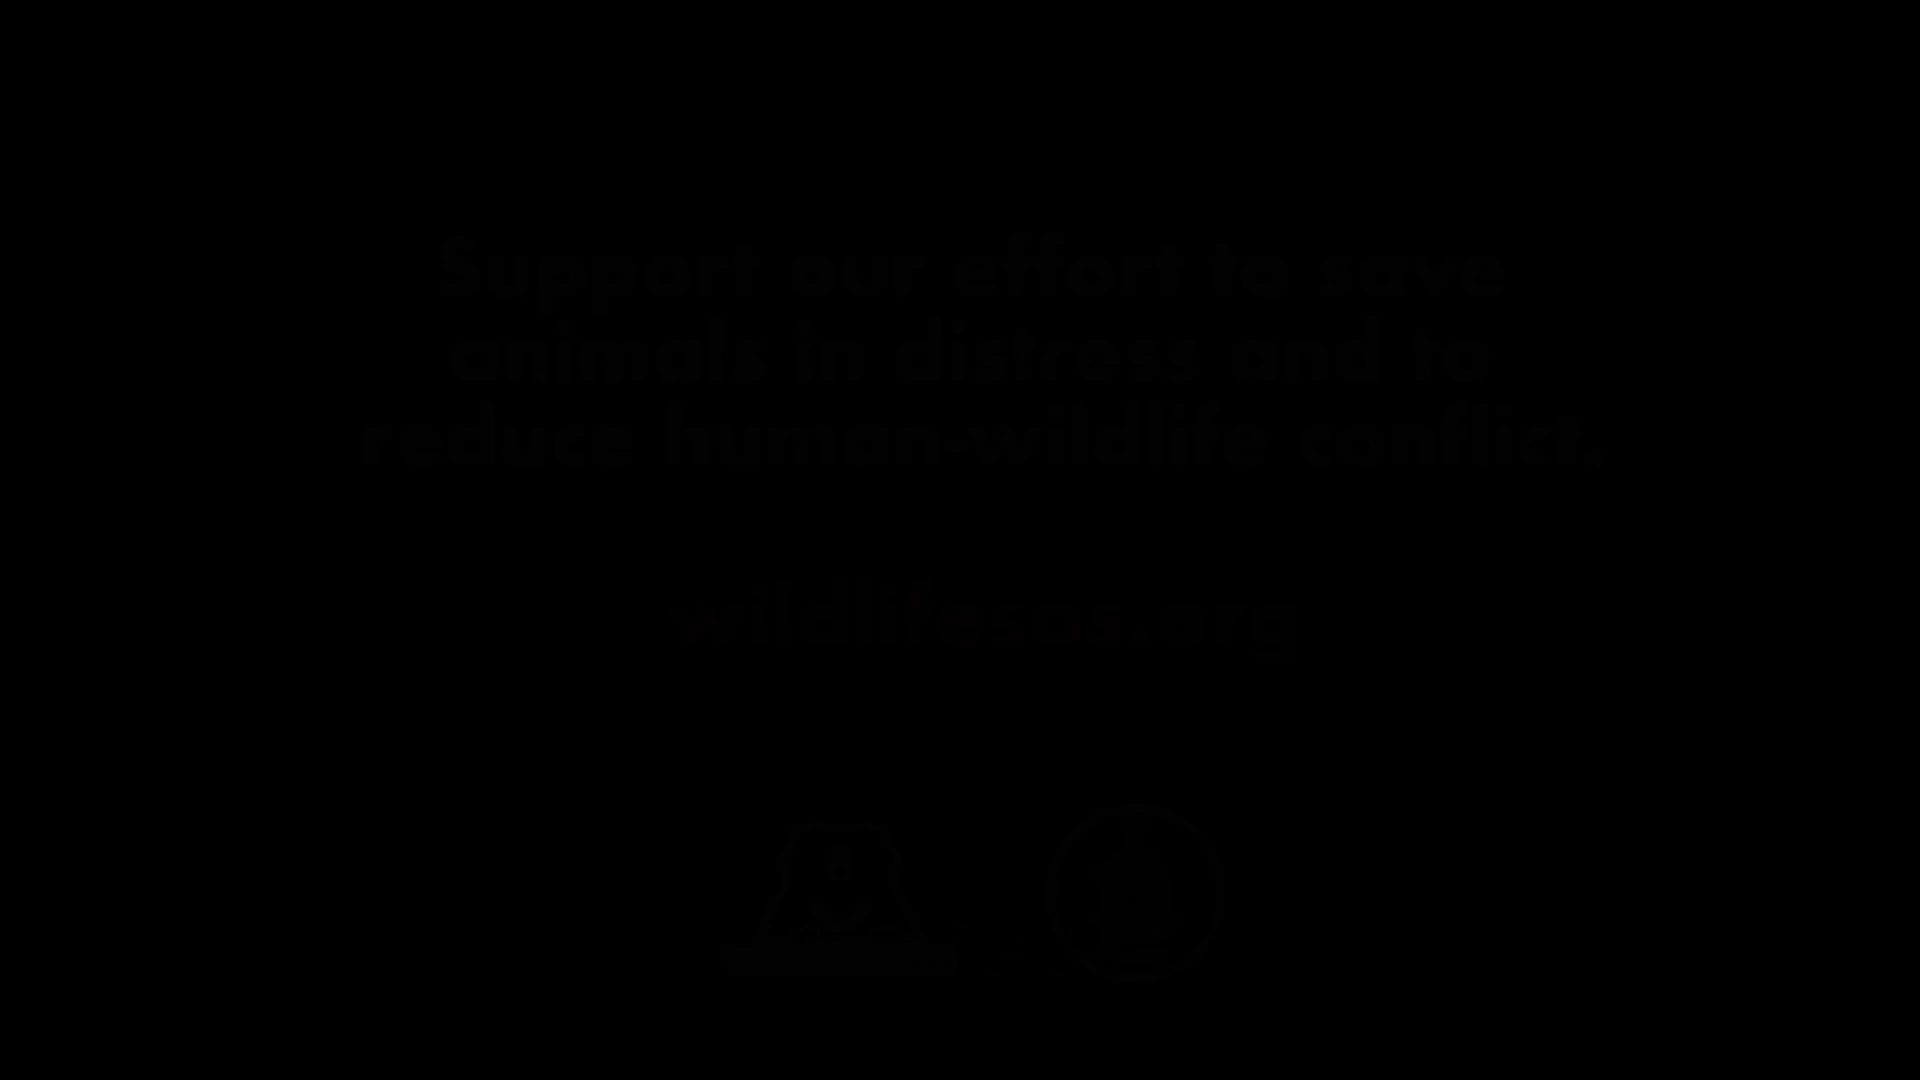 Support our effort to save
animals in distress and to
reduce human-wildlife conflict.
wildlifesos.org